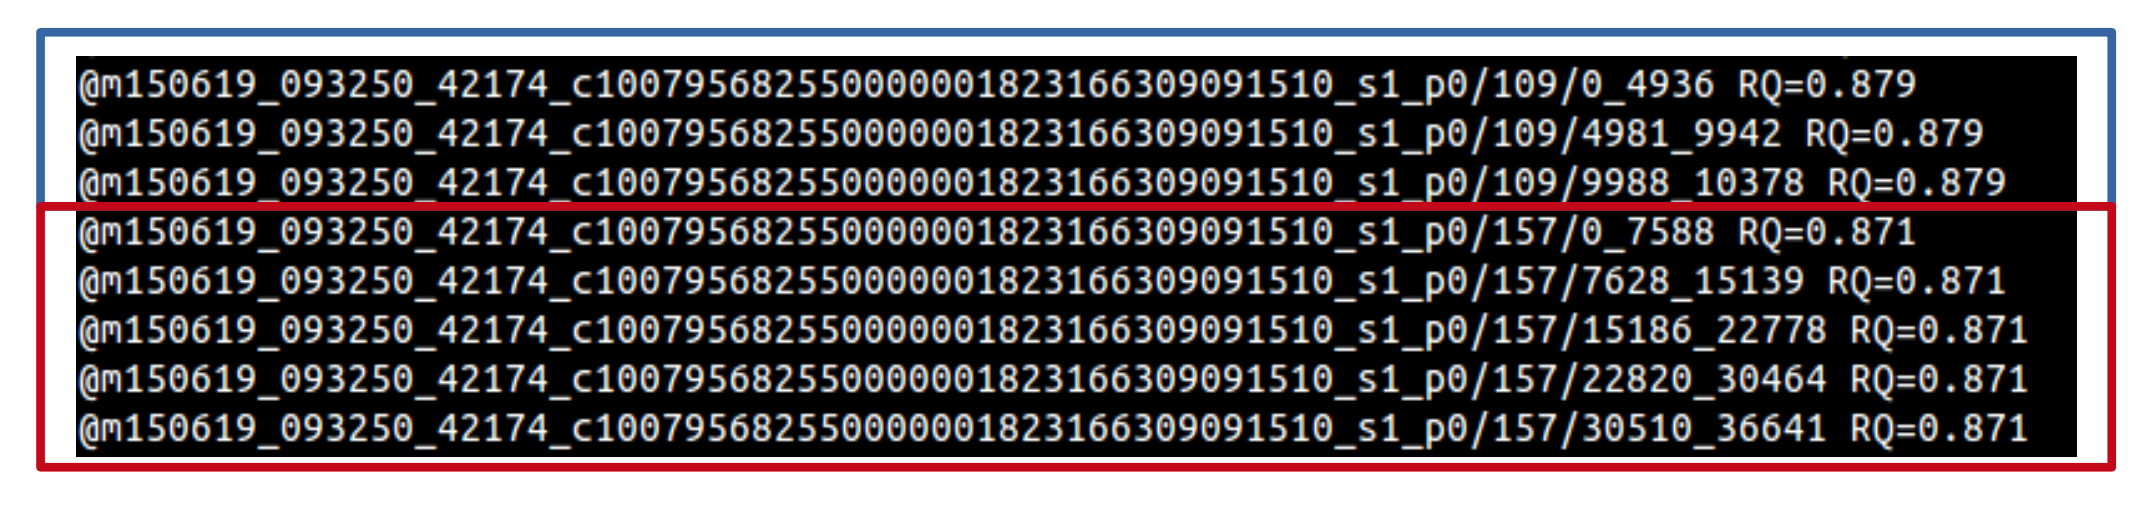 @m150619_093250_42174_c100795682550000001823166309091510_s1_p0/109/0_4936 RQ=0.879
@m150619_093250_42174_c100795682550000001823166309091510_s1_p0/109/4981_9942 RQ=0.879
@m150619_093250_42174_c100795682550000001823166309091510_s1_p0/109/9988_10378 RQ=0.879
@m150619_093250_42174_c100795682550000001823166309091510_s1_p0/157/0_7588 RQ=0.871
@m150619_093250_42174_c100795682550000001823166309091510_s1_p0/157/7628_15139 RQ=0.871
@m150619_093250_42174_c100795682550000001823166309091510_s1_p0/157/15186_22778 RQ=0.871
@m150619_093250_42174_c100795682550000001823166309091510_s1_p0/157/22820_30464 RQ=0.871
@m150619_093250_42174_c100795682550000001823166309091510_s1_p0/157/30510_36641 RQ=0.871